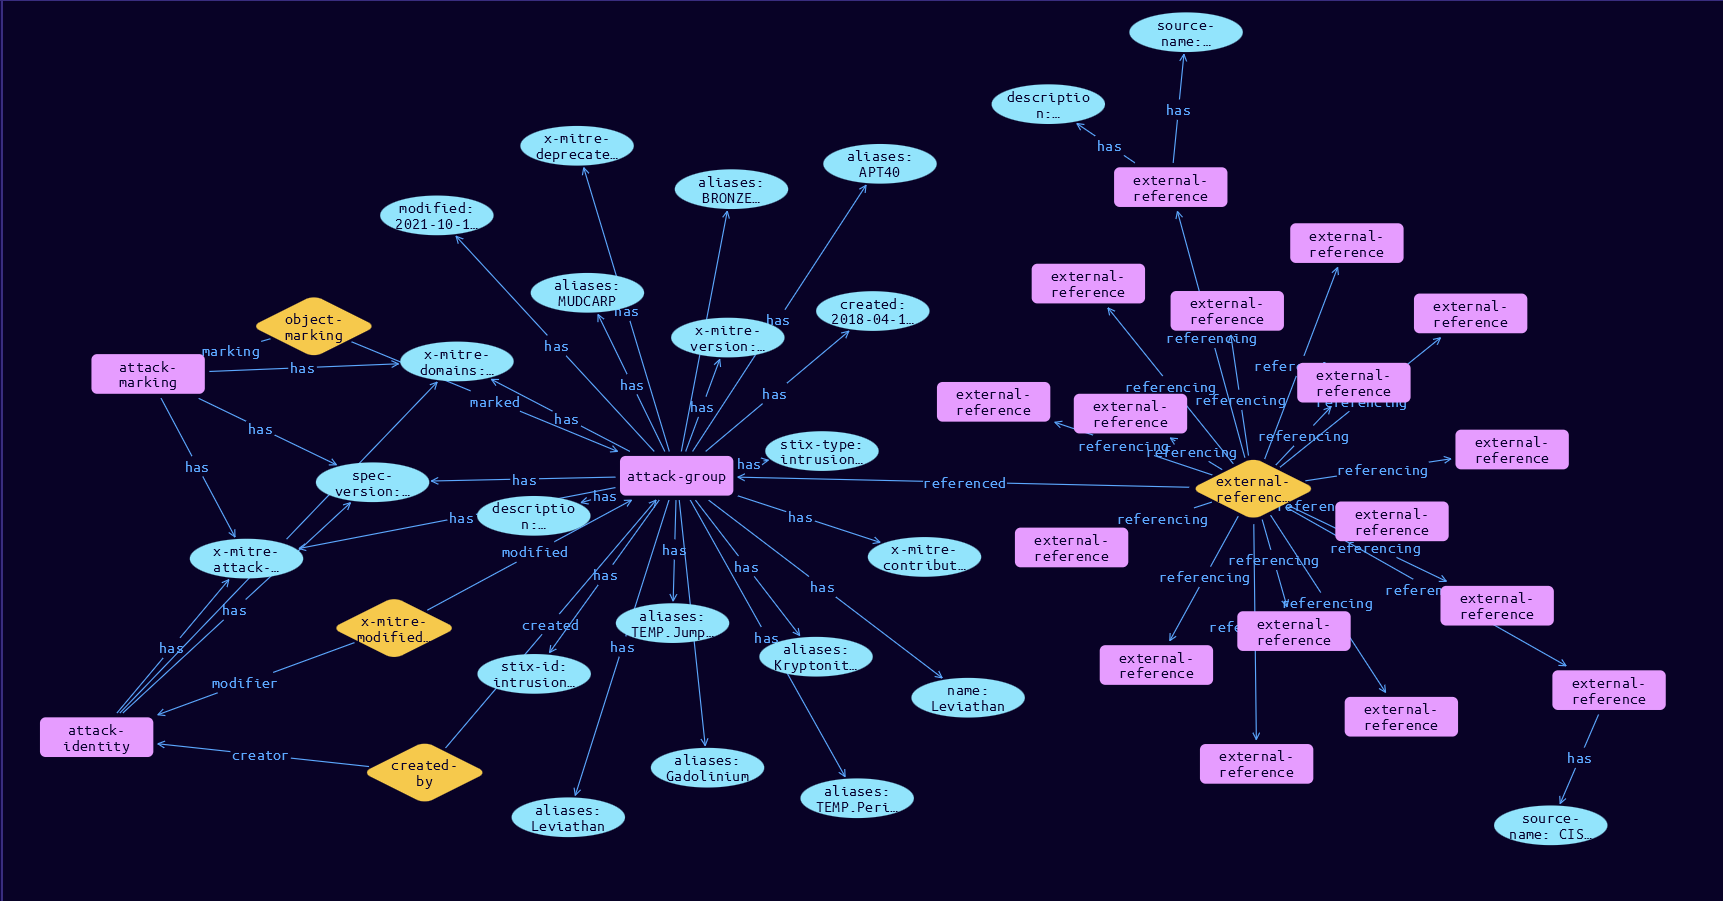 source-
name:…
descriptio
n:…
has
has
x-mitre-
deprecate…
aliases:
APT40
aliases:
BRONZE…
external-
reference
modified:
2021-10-1…
external-
reference
external-
reference
aliases:
MUDCARP
created:
2018-04-1…
external-
reference
external-
reference
has
has
object-
marking
x-mitre-
version:…
referencing
marking
has
x-mitre-
domains:…
has
attack-
marking
external-
reference
has
referencing
has
marked
has
referencing
referencing
external-
reference
external-
reference
has
has
referencing
referencing
referencing
stix-type:
intrusion…
external-
reference
has
has
referencing
attack-group
spec-
version:…
has
referenced
external-
referenc…
has
descriptio
n:…
has
has
referencing
external-
reference
external-
reference
modified
has
x-mitre-
contribut…
referencing
x-mitre-
attack-…
has
has
referencing
referencing
has
has
external-
reference
referencing
aliases:
TEMP.Jump…
x-mitre-
modified…
created
external-
reference
has
has
has
aliases:
Kryptonit…
external-
reference
stix-id:
intrusion…
modifier
name:
Leviathan
external-
reference
external-
reference
attack-
identity
creator
has
external-
reference
created-
by
aliases:
Gadolinium
aliases:
TEMP.Peri…
aliases:
Leviathan
source-
name: CIS…